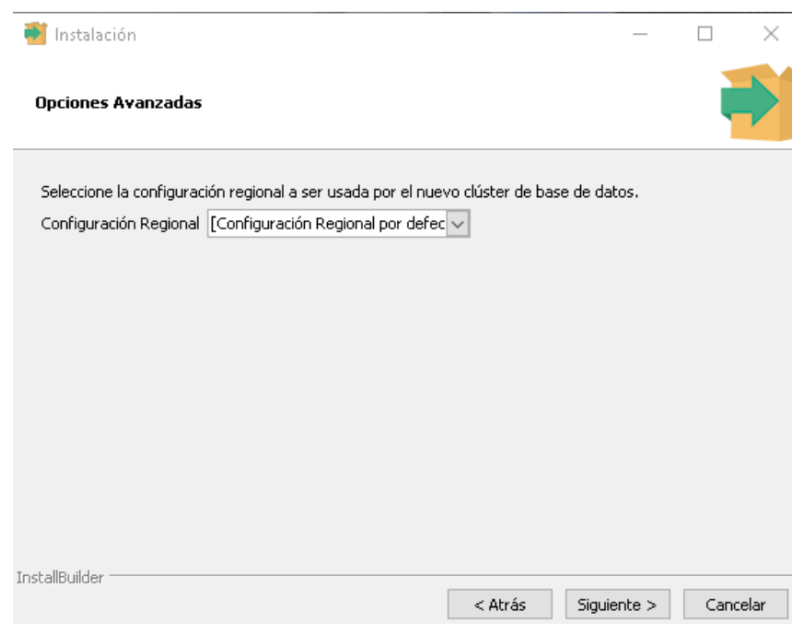 Instalación
Opciones Avanzadas
Seleccione la configuración regional a ser usada por el nuevo clúster de base de datos.
Configuración Regional [Configuración Regional por defec
InstallBuilder
< Atrás Siguiente > Cancelar